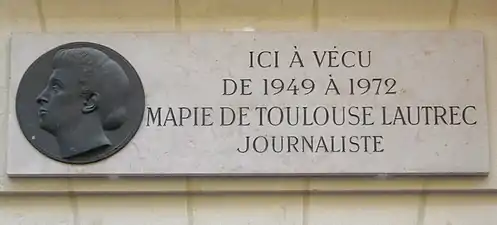 ICI À VÉCU
DE 1949 À 1972
MAPIE DE TOULOUSE LAUTREC
JOURNALISTE